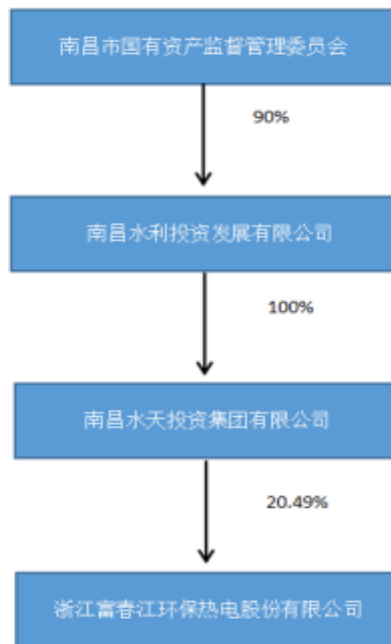 南昌市国有资产监督管理委员会
90%
南昌水利投资发展有限公司
100%
南昌水天投资集团有限公司
20.49%
浙江富春江环保热电股份有限公司